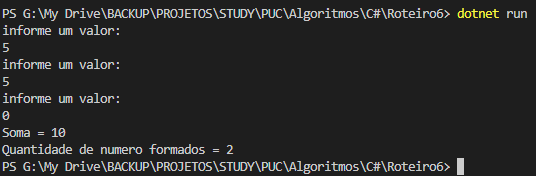 PS G:\My Drive\BACKUP\PROJETOS\STUDY\PUC\Algoritmos\C#\Roteiro6> dotnet run
informe um valor:
5
informe um valor:
5
informe um valor:
0
Soma = 10
Quantidade de numero formados = 2
PS G:\My Drive\BACKUP\PROJETOS\STUDY\PUC\Algoritmos\C#\Roteiro6>